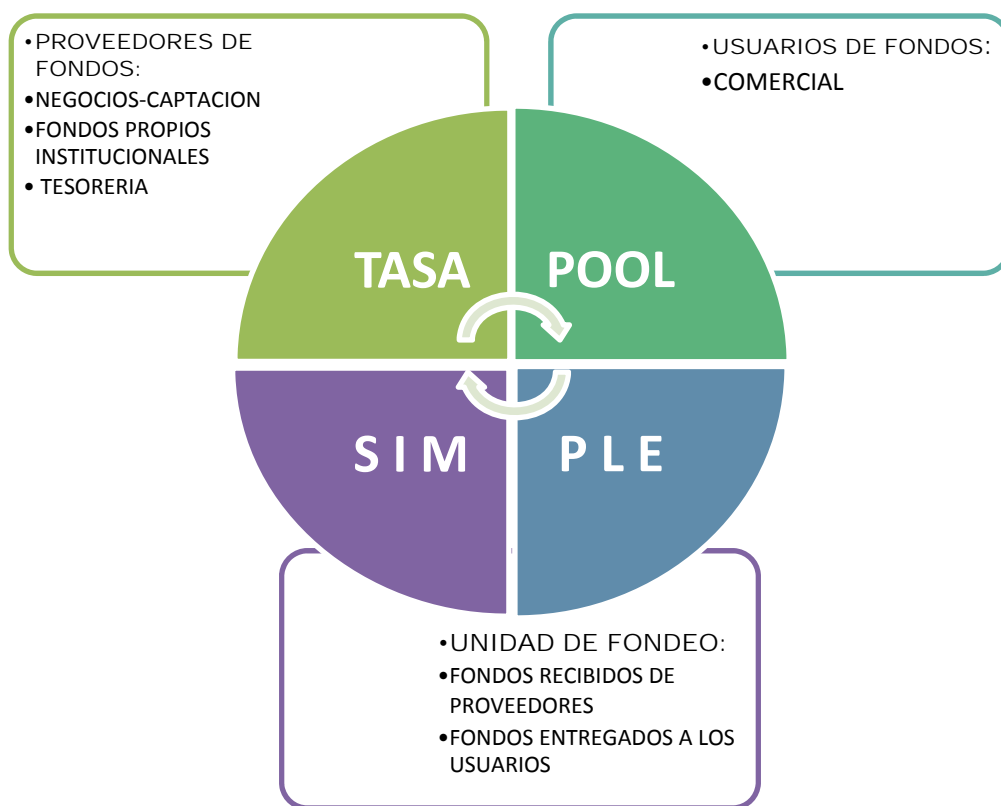 •PROVEEDORES DE
FONDOS:
•NEGOCIOS-CAPTACION
•FONDOS PROPIOS
INSTITUCIONALES
• TESORERIA
•USUARIOS DE FONDOS:
•COMERCIAL
TASA
POOL
S I M
P L E
•UNIDAD DE FONDEO:
•FONDOS RECIBIDOS DE
PROVEEDORES
•FONDOS ENTREGADOS A LOS
USUARIOS